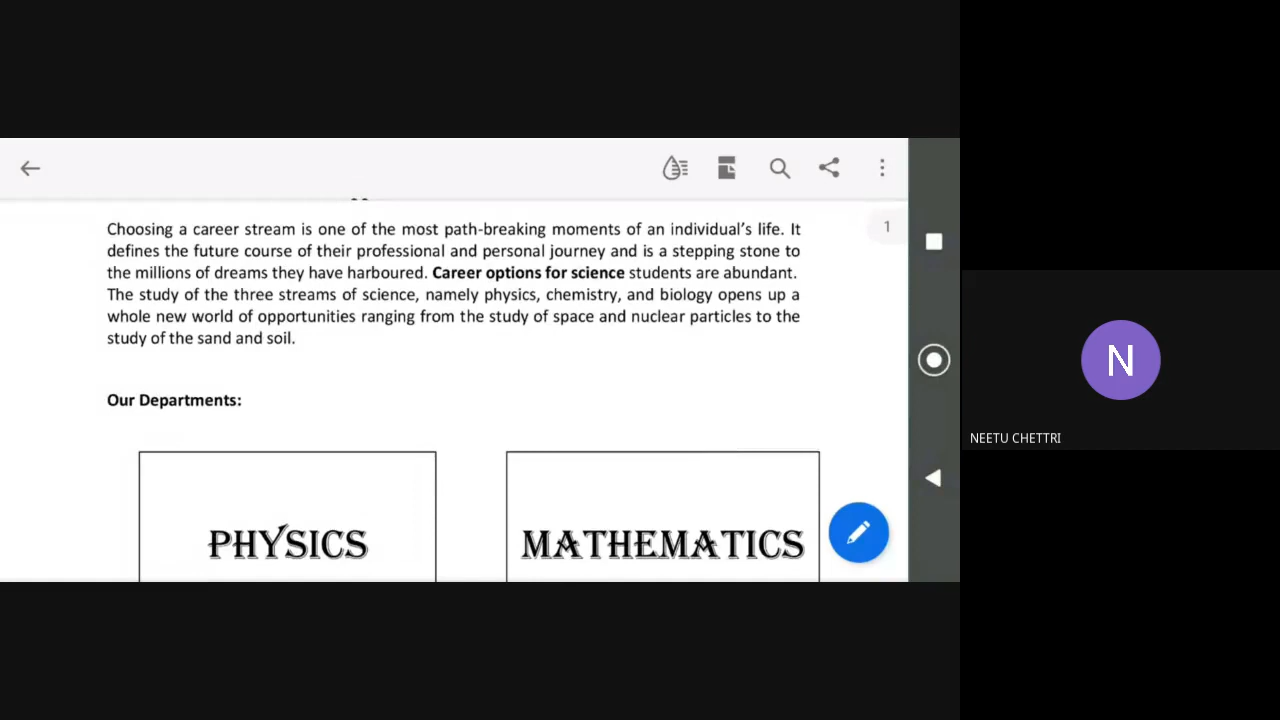 1
Choosing a career stream is one of the most path-breaking moments of an individual's life. It
defines the future course of their professional and personal journey and is a stepping stone to
the millions of dreams they have harboured. Career options for science students are abundant.
The study of the three streams of science, namely physics, chemistry, and biology opens up a
whole new world of opportunities ranging from the study of space and nuclear particles to the
study of the sand and soil.
Our Departments:
PHYSICS
MATHEMATICS
N
NEETU CHETTRI